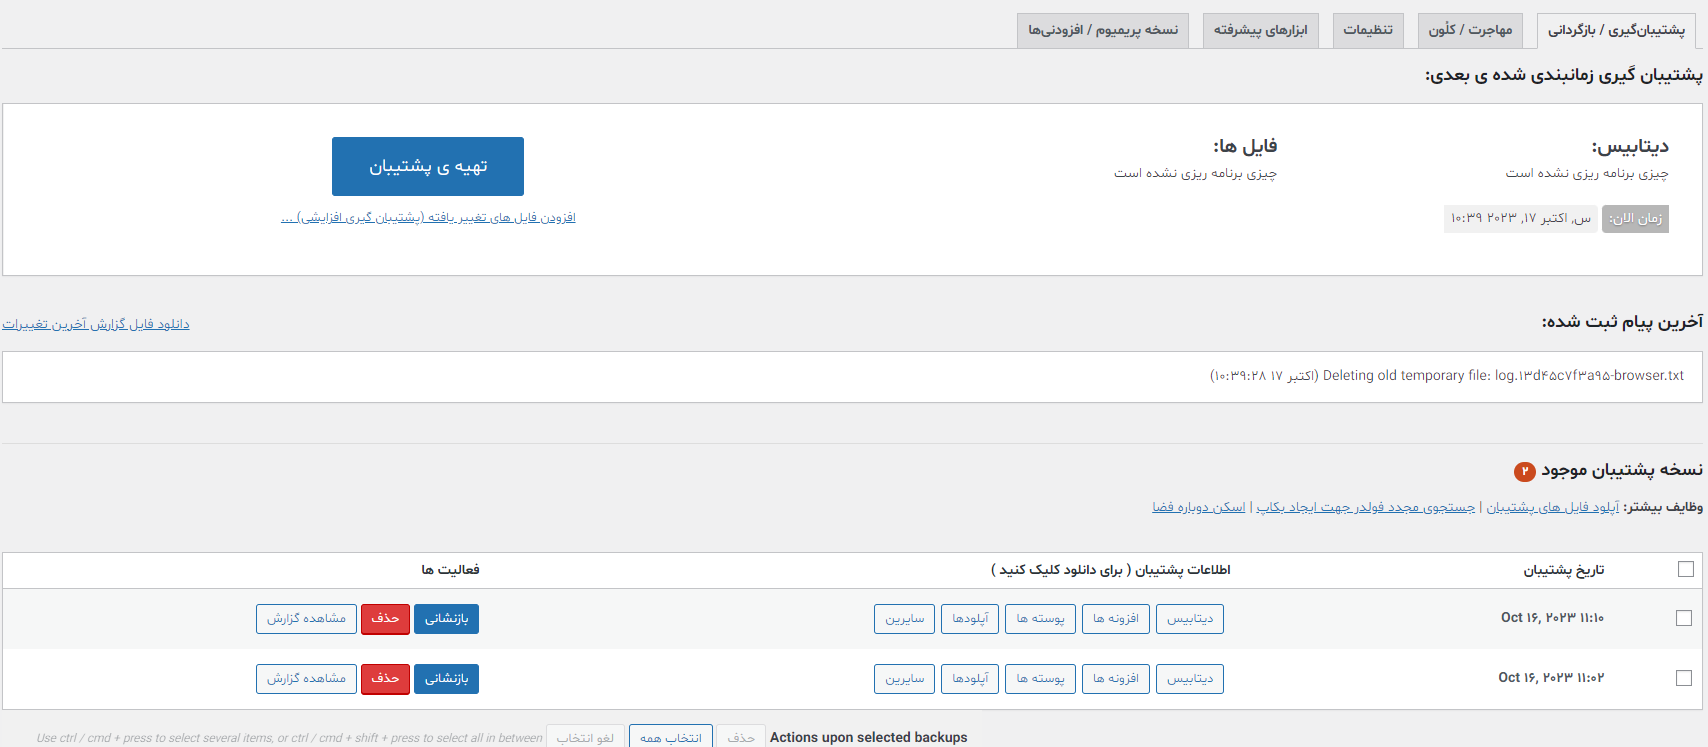 پشتیبان‌گیری / بازگردانی
مهاجرت / کلُون
تنظیمات
ابزارهای پیشرفته
نسخه پریمیوم / افزودنی‌ها
پشتیبان گیری زمانبندی شده ی بعدی:
دیتابیس:
چیزی برنامه ریزی نشده است
فایل ها:
چیزی برنامه ریزی نشده است
تهیه ی پشتیبان
افزودن فایل های تغییر یافته (پشتیبان گیری افزایشی) ...
زمان الان: س, اکتبر ۱۷, ۲۰۲۳ ۱۰:۳۹
آخرین پیام ثبت شده:
دانلود فایل گزارش آخرین تغییرات
Deleting old temporary file: log.۱۳d۴۵c۷f۳a۹۵-browser.txt (اکتبر ۱۷ ۱۰:۳۹:۲۸)
نسخه پشتیبان موجود ۲
وظایف بیشتر: آپلود فایل های پشتیبان | جستجوی مجدد فولدر جهت ایجاد بکاپ | اسکن دوباره فضا
تاریخ پشتیبان
اطلاعات پشتیبان ( برای دانلود کلیک کنید )
فعالیت ها
Oct ۱۶, ۲۰۲۳ ۱۱:۱۰
دیتابیس
افزونه ها
پوسته ها
آپلودها
سایرین
بازنشانی
حذف
مشاهده گزارش
Oct ۱۶, ۲۰۲۳ ۱۱:۰۲
دیتابیس
افزونه ها
پوسته ها
آپلودها
سایرین
بازنشانی
حذف
مشاهده گزارش
Actions upon selected backups
حذف
انتخاب همه
لغو انتخاب
Use ctrl / cmd + press to select several items, or ctrl / cmd + shift + press to select all in between